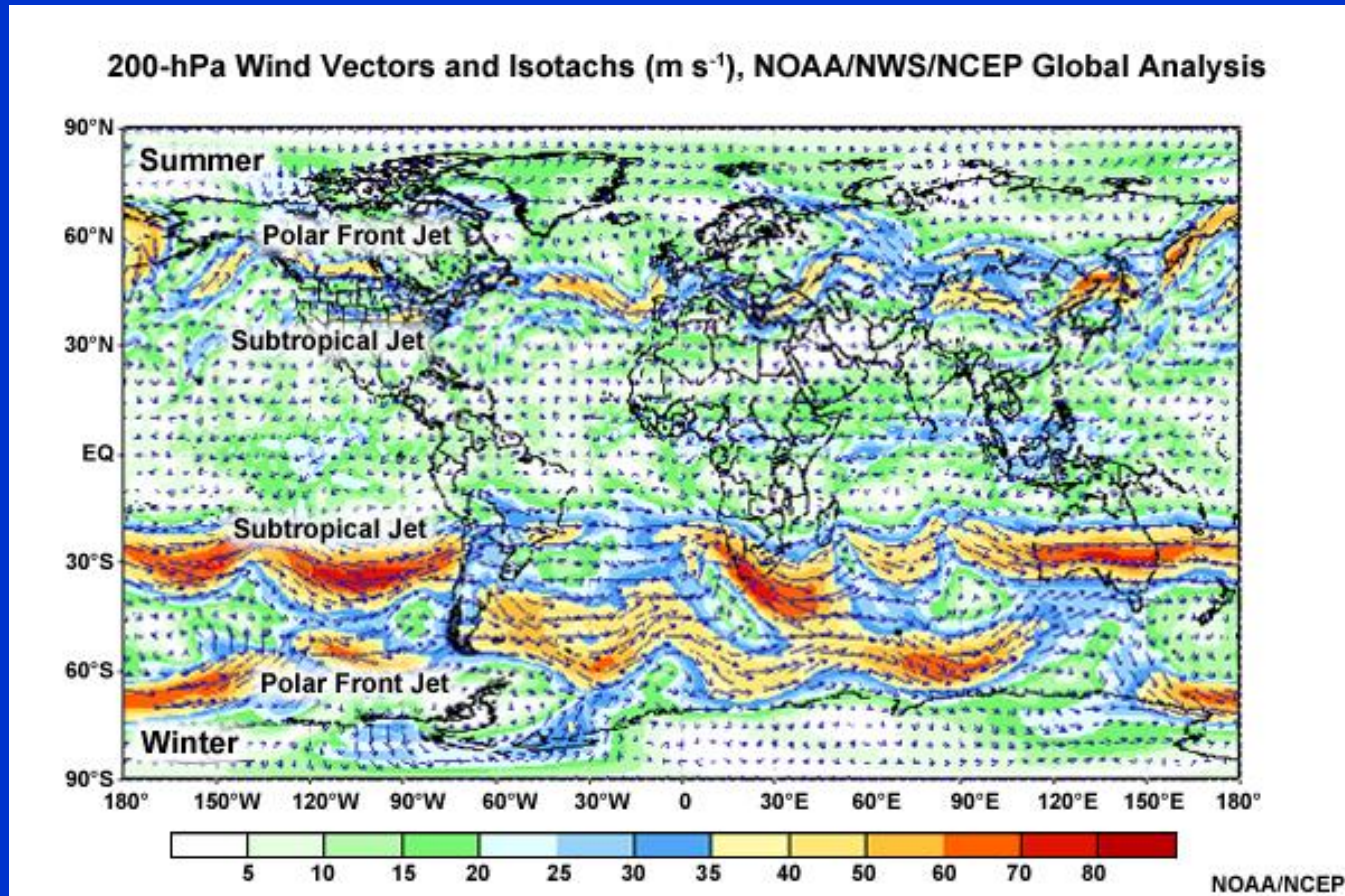 200-hPa Wind Vectors and Isotachs (m s⁻¹), NOAA/NWS/NCEP Global Analysis
90°N
Summer
60°N
Polar Front Jet
30°N
Subtropical Jet
EQ
Subtropical Jet
30°S
60°S
Polar Front Jet
Winter
90°S
180° 150°W 120°W 90°W 60°W 30°W 0 30°E 60°E 90°E 120°E 150°E 180°
5 10 15 20 25 30 35 40 50 60 70 80
NOAA/NCEP